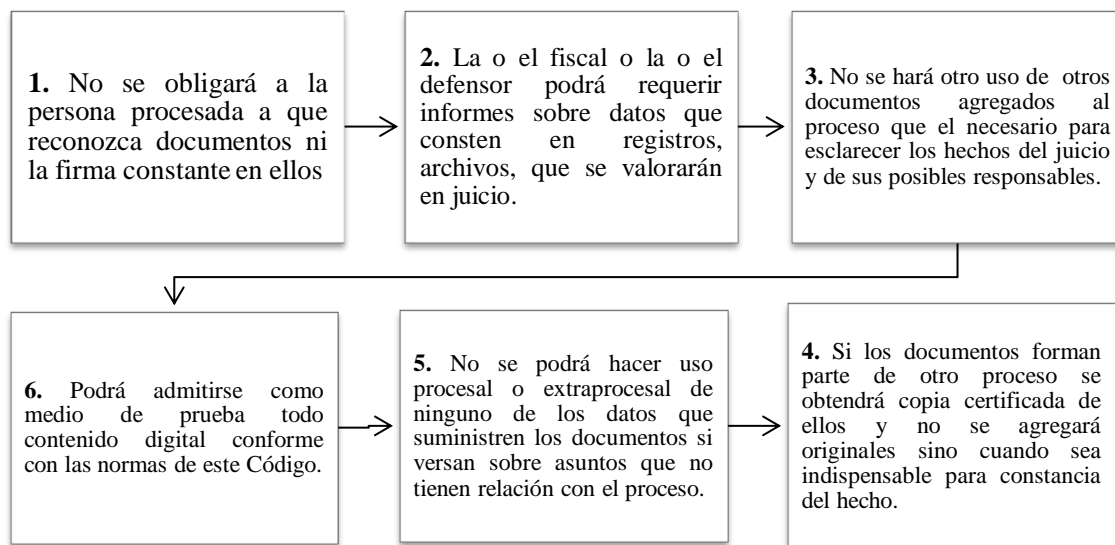 1. No se obligará a la
persona procesada a que
reconozca documentos ni
la firma constante en ellos
2. La o el fiscal o la o el
defensor podrá requerir
informes sobre datos que
consten en registros,
archivos, que se valorarán
en juicio.
3. No se hará otro uso de otros
documentos agregados al
proceso que el necesario para
esclarecer los hechos del juicio
y de sus posibles responsables.
6. Podrá admitirse como
medio de prueba todo
contenido digital conforme
con las normas de este Código.
5. No se podrá hacer uso
procesal o extraprocesal de
ninguno de los datos que
suministren los documentos si
versan sobre asuntos que no
tienen relación con el proceso.
4. Si los documentos forman
parte de otro proceso se
obtendrá copia certificada de
ellos y no se agregará
originales sino cuando sea
indispensable para constancia
del hecho.